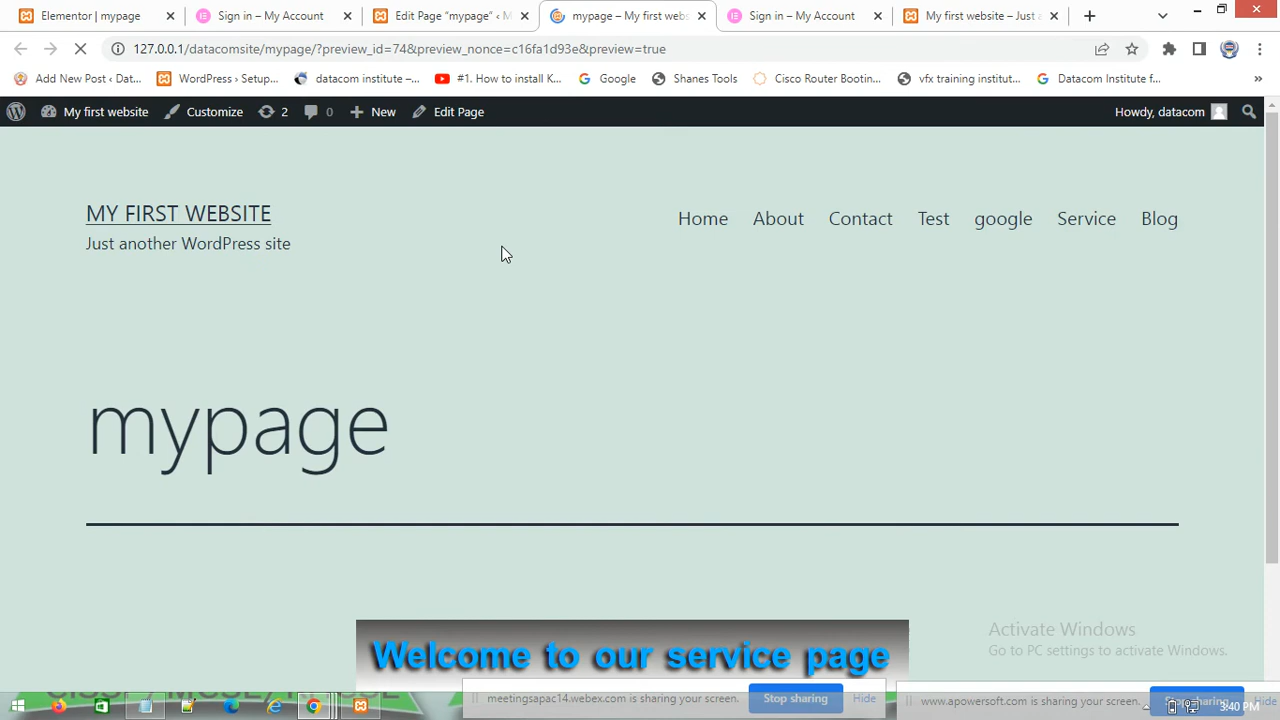 Elementor | mypage
Sign in – My Account
Edit Page "mypage" ‹ M
mypage – My first webs
Sign in – My Account
My first website – Just a
127.0.0.1/datacomsite/mypage/?preview_id=74&preview_nonce=c16fa1d93e&preview=true
Add New Post ‹ Dat...
WordPress › Setup...
datacom institute –...
#1. How to install K...
Google
Shanes Tools
Cisco Router Bootin...
vfx training institut...
Datacom Institute f...
»
My first website
Customize
2
0
New
Edit Page
Howdy, datacom
MY FIRST WEBSITE
Just another WordPress site
Home
About
Contact
Test
google
Service
Blog
mypage
Welcome to our service page
Activate Windows
Go to PC settings to activate Windows.
meetingsapac14.webex.com is sharing your screen.
Stop sharing
Hide
www.apowersoft.com is sharing your screen.
3:40 PM